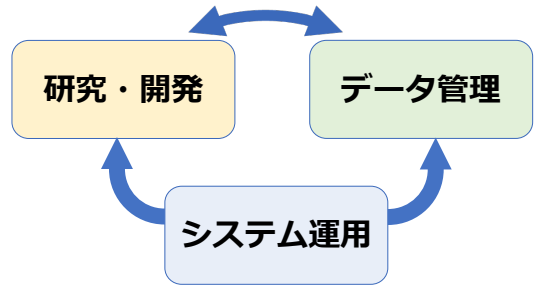 研究・開発
データ管理
システム運用